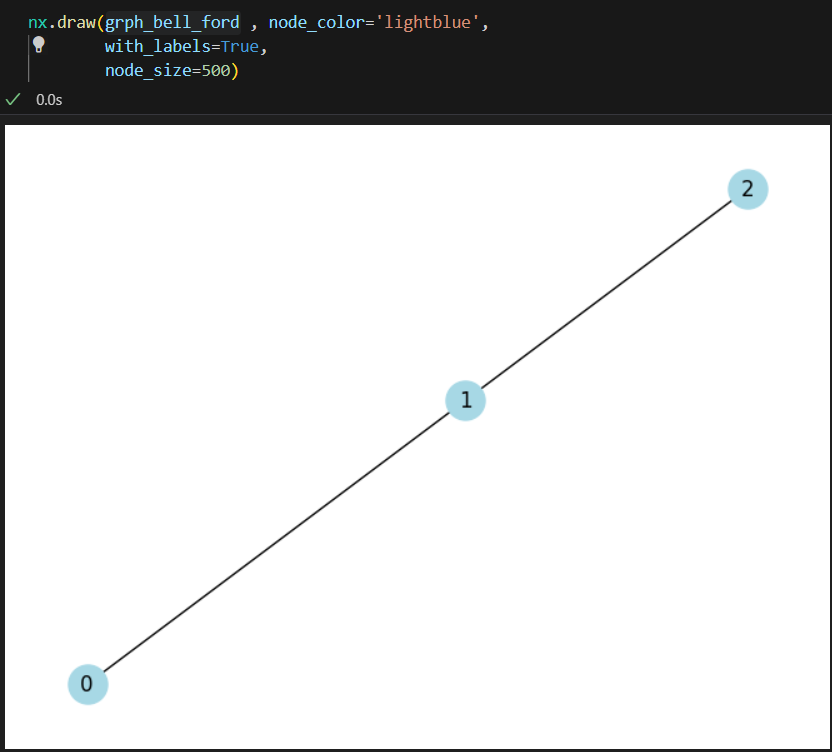 nx.draw(grph_bell_ford , node_color='lightblue',
with_labels=True,
node_size=500)
0.0s
2
1
0